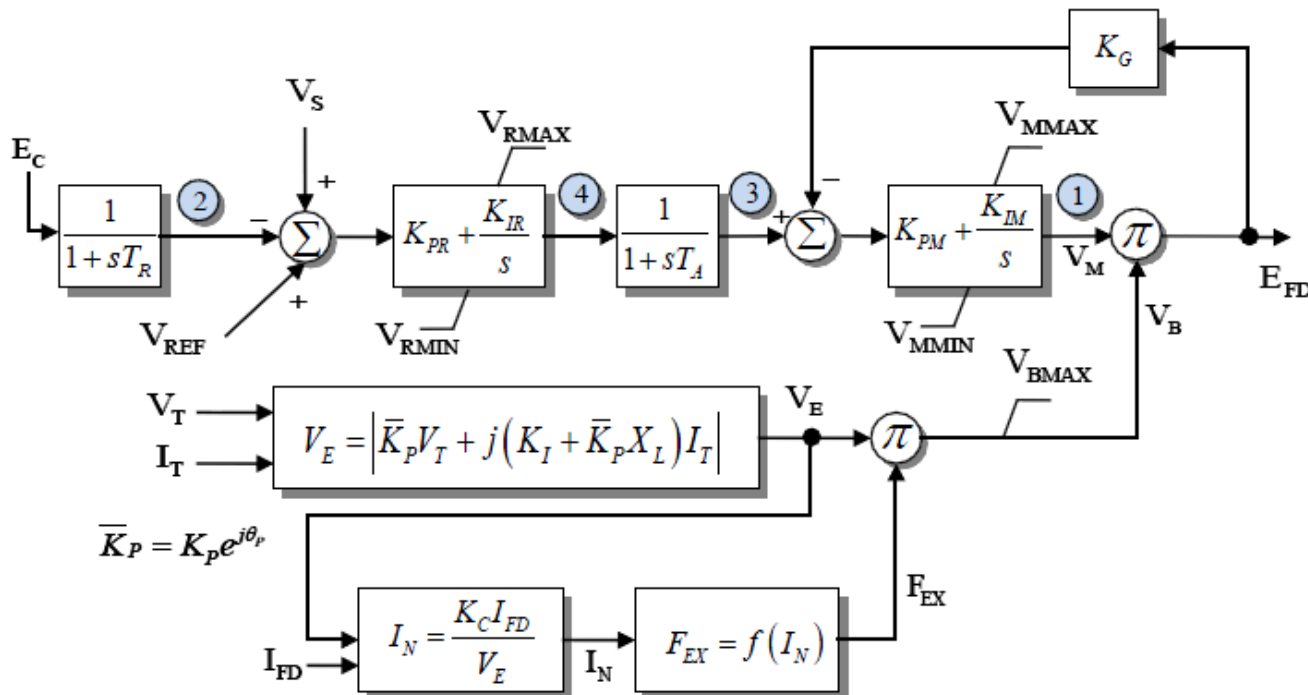 K_G
V_S
V_RMAX
V_MMAX
E_C
2
4
3
1
+
−
−
+
1 / (1 + sT_R)
Σ
K_PR + K_IR / s
1 / (1 + sT_A)
Σ
K_PM + K_IM / s
V_M
π
E_FD
+
V_REF
V_RMIN
V_MMIN
V_B
V_BMAX
V_T
I_T
V_E = |K̅_P V_T + j(K_I + K̅_P X_L) I_T|
V_E
π
K̅_P = K_P e^{jθ_P}
F_EX
I_FD
I_N = K_C I_FD / V_E
I_N
F_EX = f(I_N)